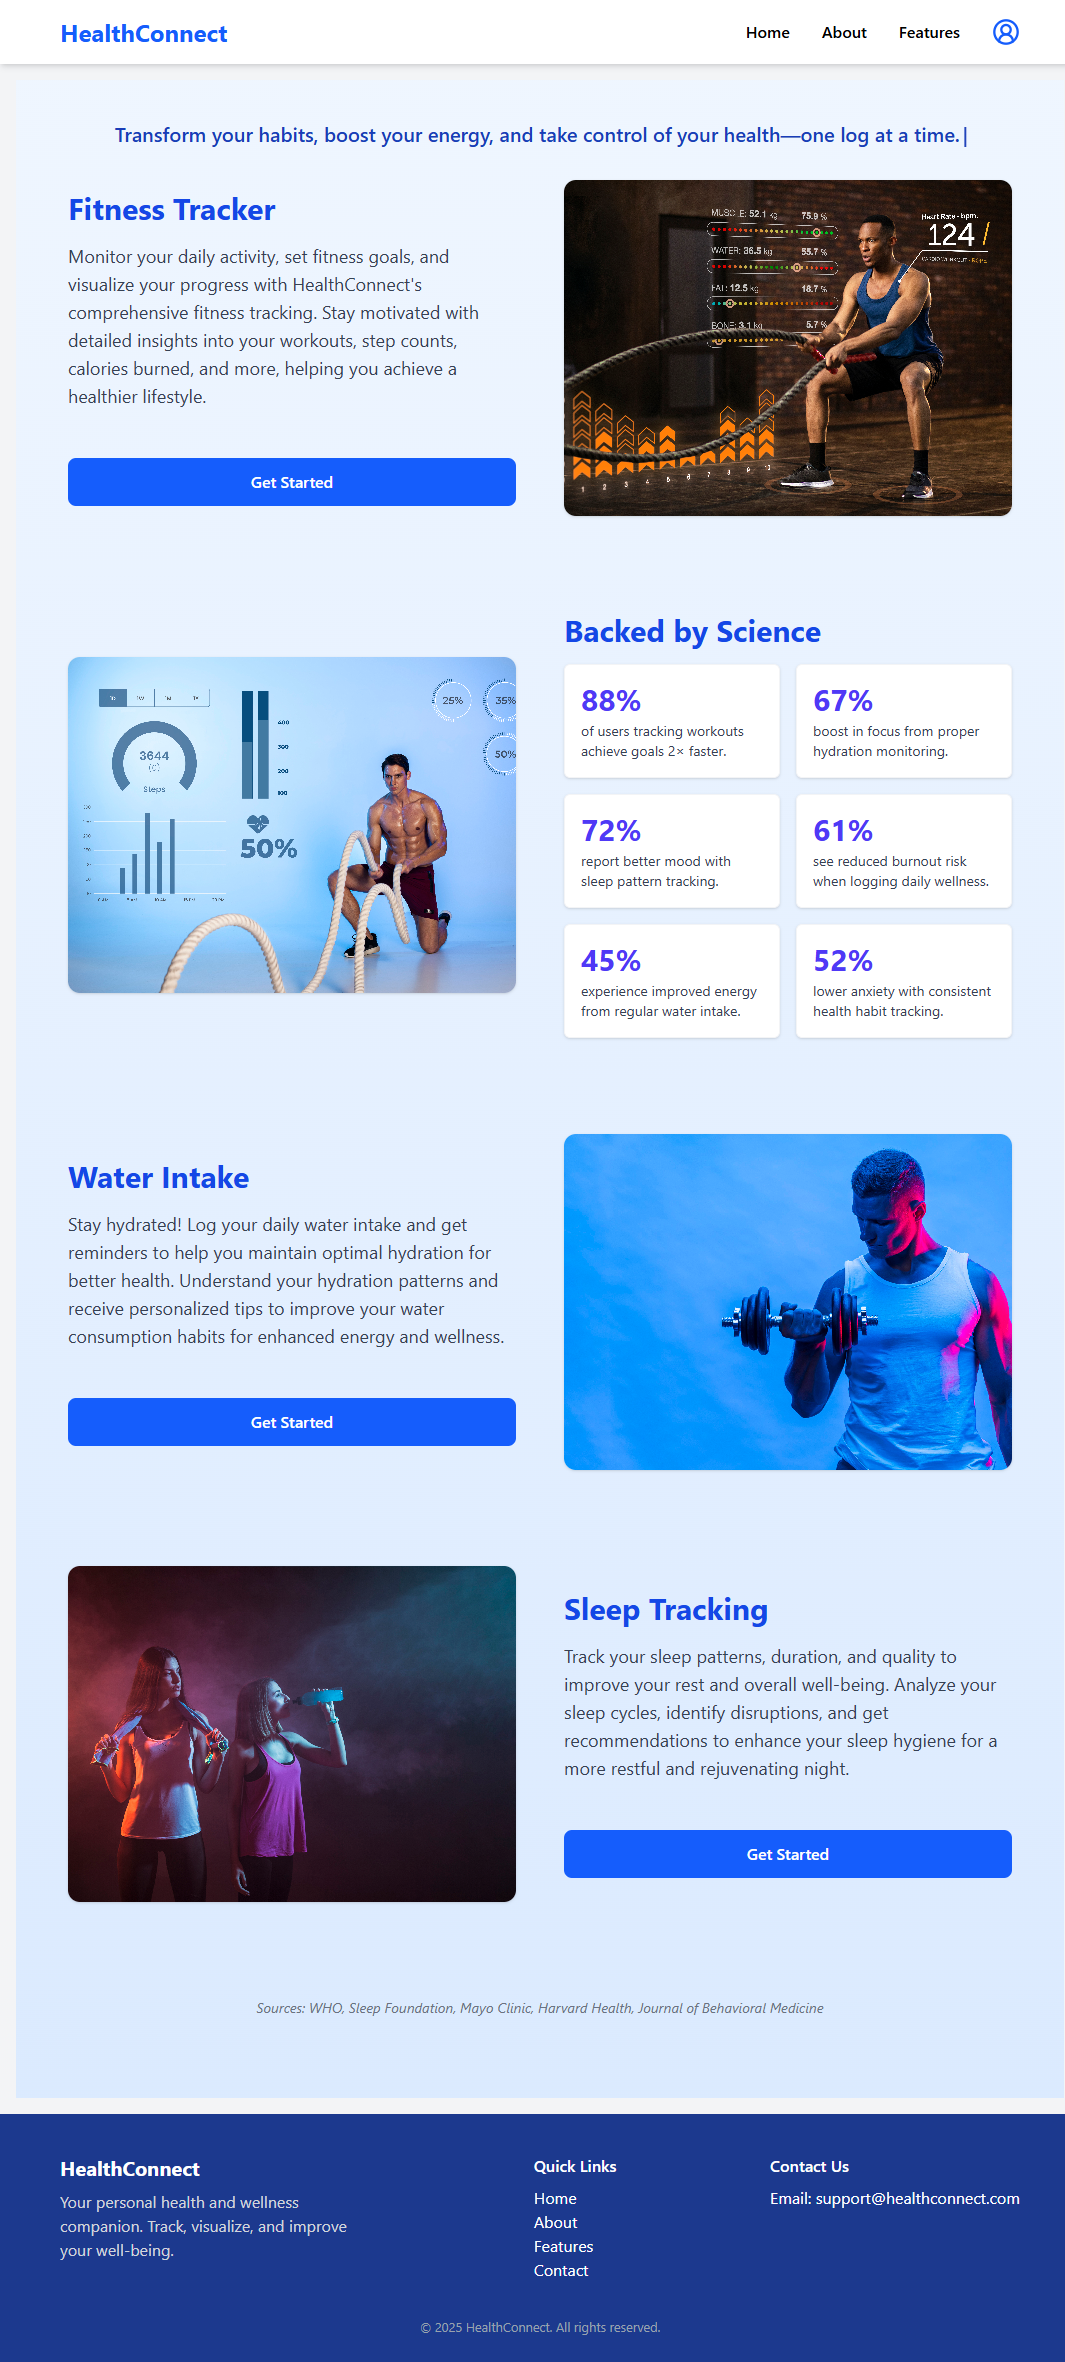 HealthConnect
Home
About
Features
Transform your habits, boost your energy, and take control of your health—one log at a time.|
Fitness Tracker
Monitor your daily activity, set fitness goals, and
visualize your progress with HealthConnect's
comprehensive fitness tracking. Stay motivated with
detailed insights into your workouts, step counts,
calories burned, and more, helping you achieve a
healthier lifestyle.
Get Started
MUSCLE: 52.1 kg 75.9 %
WATER: 36.5 kg 55.7 %
FAT: 12.5 kg 18.7 %
BONE: 3.1 kg 5.7 %
Heart Rate - bpm.
124
1 2 3 4 5 6 7 8 9 10
3644
Steps
400
300
200
100
50%
25%
35%
50%
Backed by Science
88%
of users tracking workouts
achieve goals 2× faster.
67%
boost in focus from proper
hydration monitoring.
72%
report better mood with
sleep pattern tracking.
61%
see reduced burnout risk
when logging daily wellness.
45%
experience improved energy
from regular water intake.
52%
lower anxiety with consistent
health habit tracking.
Water Intake
Stay hydrated! Log your daily water intake and get
reminders to help you maintain optimal hydration for
better health. Understand your hydration patterns and
receive personalized tips to improve your water
consumption habits for enhanced energy and wellness.
Get Started
Sleep Tracking
Track your sleep patterns, duration, and quality to
improve your rest and overall well-being. Analyze your
sleep cycles, identify disruptions, and get
recommendations to enhance your sleep hygiene for a
more restful and rejuvenating night.
Get Started
Sources: WHO, Sleep Foundation, Mayo Clinic, Harvard Health, Journal of Behavioral Medicine
HealthConnect
Your personal health and wellness
companion. Track, visualize, and improve
your well-being.
Quick Links
Home
About
Features
Contact
Contact Us
Email: support@healthconnect.com
© 2025 HealthConnect. All rights reserved.